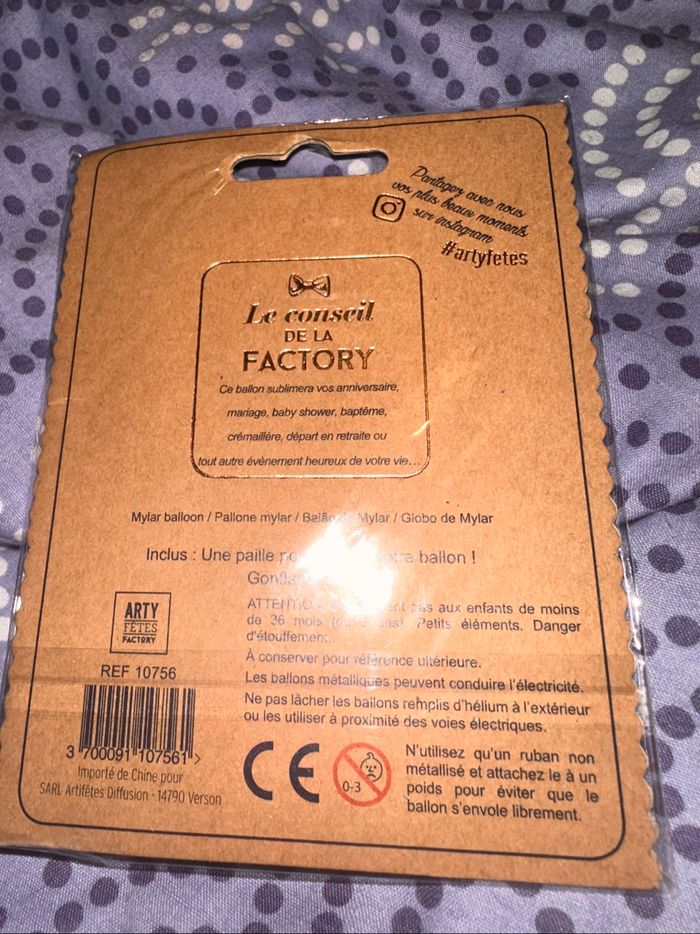 Partagez avec nous
vos plus beaux moments
sur instagram
#artyfetes
Le conseil
DE LA
FACTORY
Ce ballon sublimera vos anniversaire,
mariage, baby shower, baptême,
crémaillère, départ en retraite ou
tout autre évènement heureux de votre vie...
Mylar balloon / Pallone mylar / Mylar / Globo de Mylar
Inclus : Une paille ballon !
ATTENTION pas aux enfants de moins
de 36 mois Petits éléments. Danger
d'étouffement.
À conserver pour référence ultérieure.
Les ballons métalliques peuvent conduire l'électricité.
Ne pas lâcher les ballons remplis d'hélium à l'extérieur
ou les utiliser à proximité des voies électriques.
ARTY
FÊTES
FACTORY
REF 10756
3 700091 107561 >
Importé de Chine pour
SARL Artifêtes Diffusion - 14790 Verson
CE
0-3
N'utilisez qu'un ruban non
métallisé et attachez le à un
poids pour éviter que le
ballon s'envole librement.